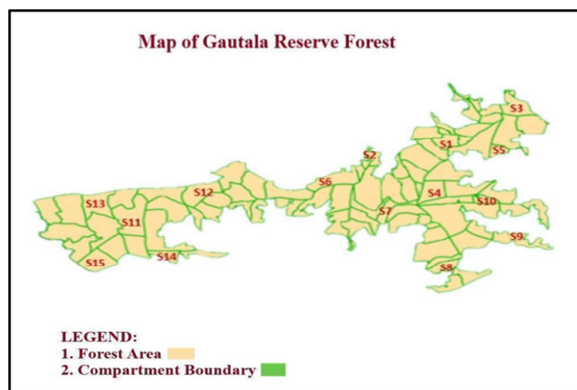 Map of Gautala Reserve Forest
S3
S1
S2
S5
S6
S12
S4
S13
S10
S7
S11
S9
S14
S15
S8
LEGEND:
1. Forest Area
2. Compartment Boundary